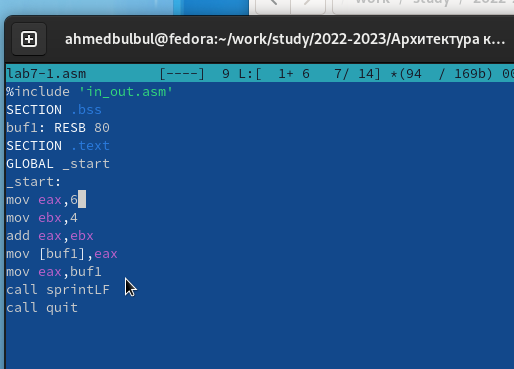 ahmedbulbul@fedora:~/work/study/2022-2023/Архитектура к...
lab7-1.asm [----] 9 L:[ 1+ 6 7/ 14] *(94 / 169b) 00
%include 'in_out.asm'
SECTION .bss
buf1: RESB 80
SECTION .text
GLOBAL _start
_start:
mov eax,6
mov ebx,4
add eax,ebx
mov [buf1],eax
mov eax,buf1
call sprintLF
call quit